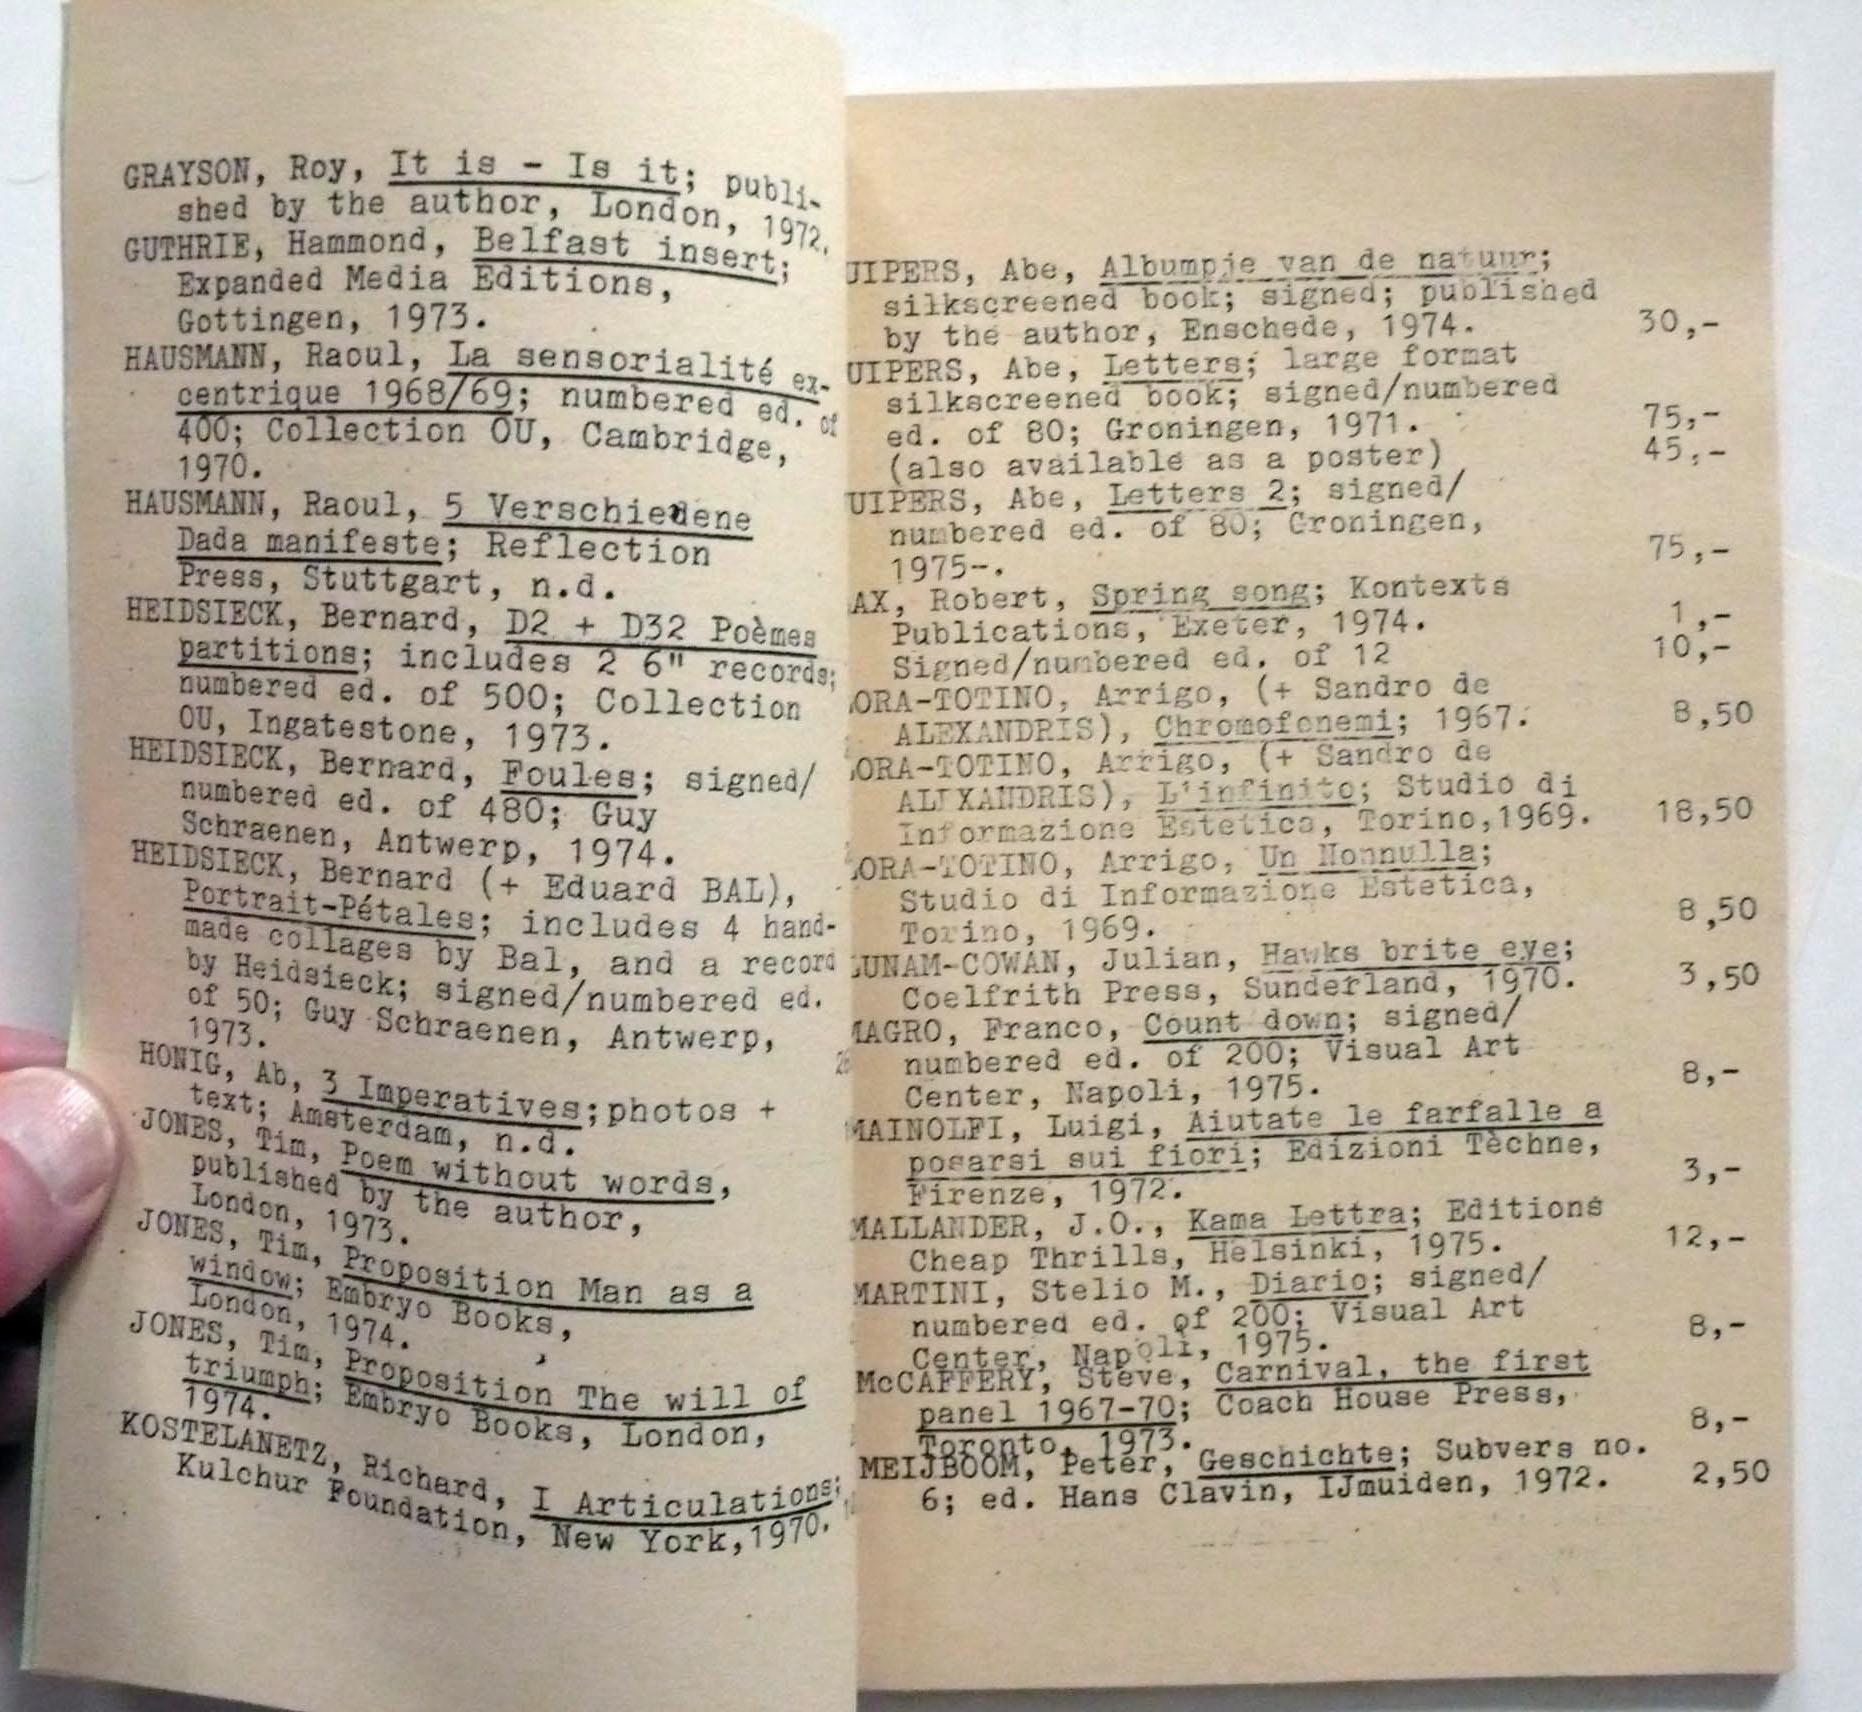 GRAYSON, Roy, It is - Is it; publi-
shed by the author, London, 1972.
GUTHRIE, Hammond, Belfast insert;
Expanded Media Editions,
Gottingen, 1973.
HAUSMANN, Raoul, La sensorialité ex-
centrique 1968/69; numbered ed. of
400; Collection OU, Cambridge,
1970.
HAUSMANN, Raoul, 5 Verschiedene
Dada manifeste; Reflection
Press, Stuttgart, n.d.
HEIDSIECK, Bernard, D2 + D32 Poèmes
partitions; includes 2 6" records;
numbered ed. of 500; Collection
OU, Ingatestone, 1973.
HEIDSIECK, Bernard, Foules; signed/
numbered ed. of 480; Guy
Schraenen, Antwerp, 1974.
HEIDSIECK, Bernard (+ Eduard BAL),
Portrait-Pétales; includes 4 hand-
made collages by Bal, and a record
by Heidsieck; signed/numbered ed.
of 50; Guy Schraenen, Antwerp,
1973.
HONIG, Ab, 3 Imperatives;photos +
text; Amsterdam, n.d.
JONES, Tim, Poem without words,
published by the author,
London, 1973.
JONES, Tim, Proposition Man as a
window; Embryo Books,
London, 1974.
JONES, Tim, Proposition The will of
triumph; Embryo Books, London,
1974.
KOSTELANETZ, Richard, I Articulations;
Kulchur Foundation, New York,1970.
UIPERS, Abe, Albumpje van de natuur;
silkscreened book; signed; published
by the author, Enschede, 1974. 30,-
UIPERS, Abe, Letters; large format
silkscreened book; signed/numbered
ed. of 80; Groningen, 1971. 75,-
(also available as a poster) 45,-
UIPERS, Abe, Letters 2; signed/
numbered ed. of 80; Groningen,
1975-. 75,-
AX, Robert, Spring song; Kontexts
Publications, Exeter, 1974. 1,-
Signed/numbered ed. of 12 10,-
ORA-TOTINO, Arrigo, (+ Sandro de
ALEXANDRIS), Chromofonemi; 1967. 8,50
ORA-TOTINO, Arrigo, (+ Sandro de
ALEXANDRIS), L'infinito; Studio di
Informazione Estetica, Torino,1969. 18,50
ORA-TOTINO, Arrigo, Un Nonnulla;
Studio di Informazione Estetica,
Torino, 1969. 8,50
LUNAM-COWAN, Julian, Hawks brite eye;
Coelfrith Press, Sunderland, 1970. 3,50
MAGRO, Franco, Count down; signed/
numbered ed. of 200; Visual Art
Center, Napoli, 1975. 8,-
MAINOLFI, Luigi, Aiutate le farfalle a
posarsi sui fiori; Edizioni Tèchne,
Firenze, 1972. 3,-
MALLANDER, J.O., Kama Lettra; Editions
Cheap Thrills, Helsinki, 1975. 12,-
MARTINI, Stelio M., Diario; signed/
numbered ed. of 200; Visual Art
Center, Napoli, 1975. 8,-
McCAFFERY, Steve, Carnival, the first
panel 1967-70; Coach House Press,
Toronto, 1973. 8,-
MEIJBOOM, Peter, Geschichte; Subvers no.
6; ed. Hans Clavin, IJmuiden, 1972. 2,50